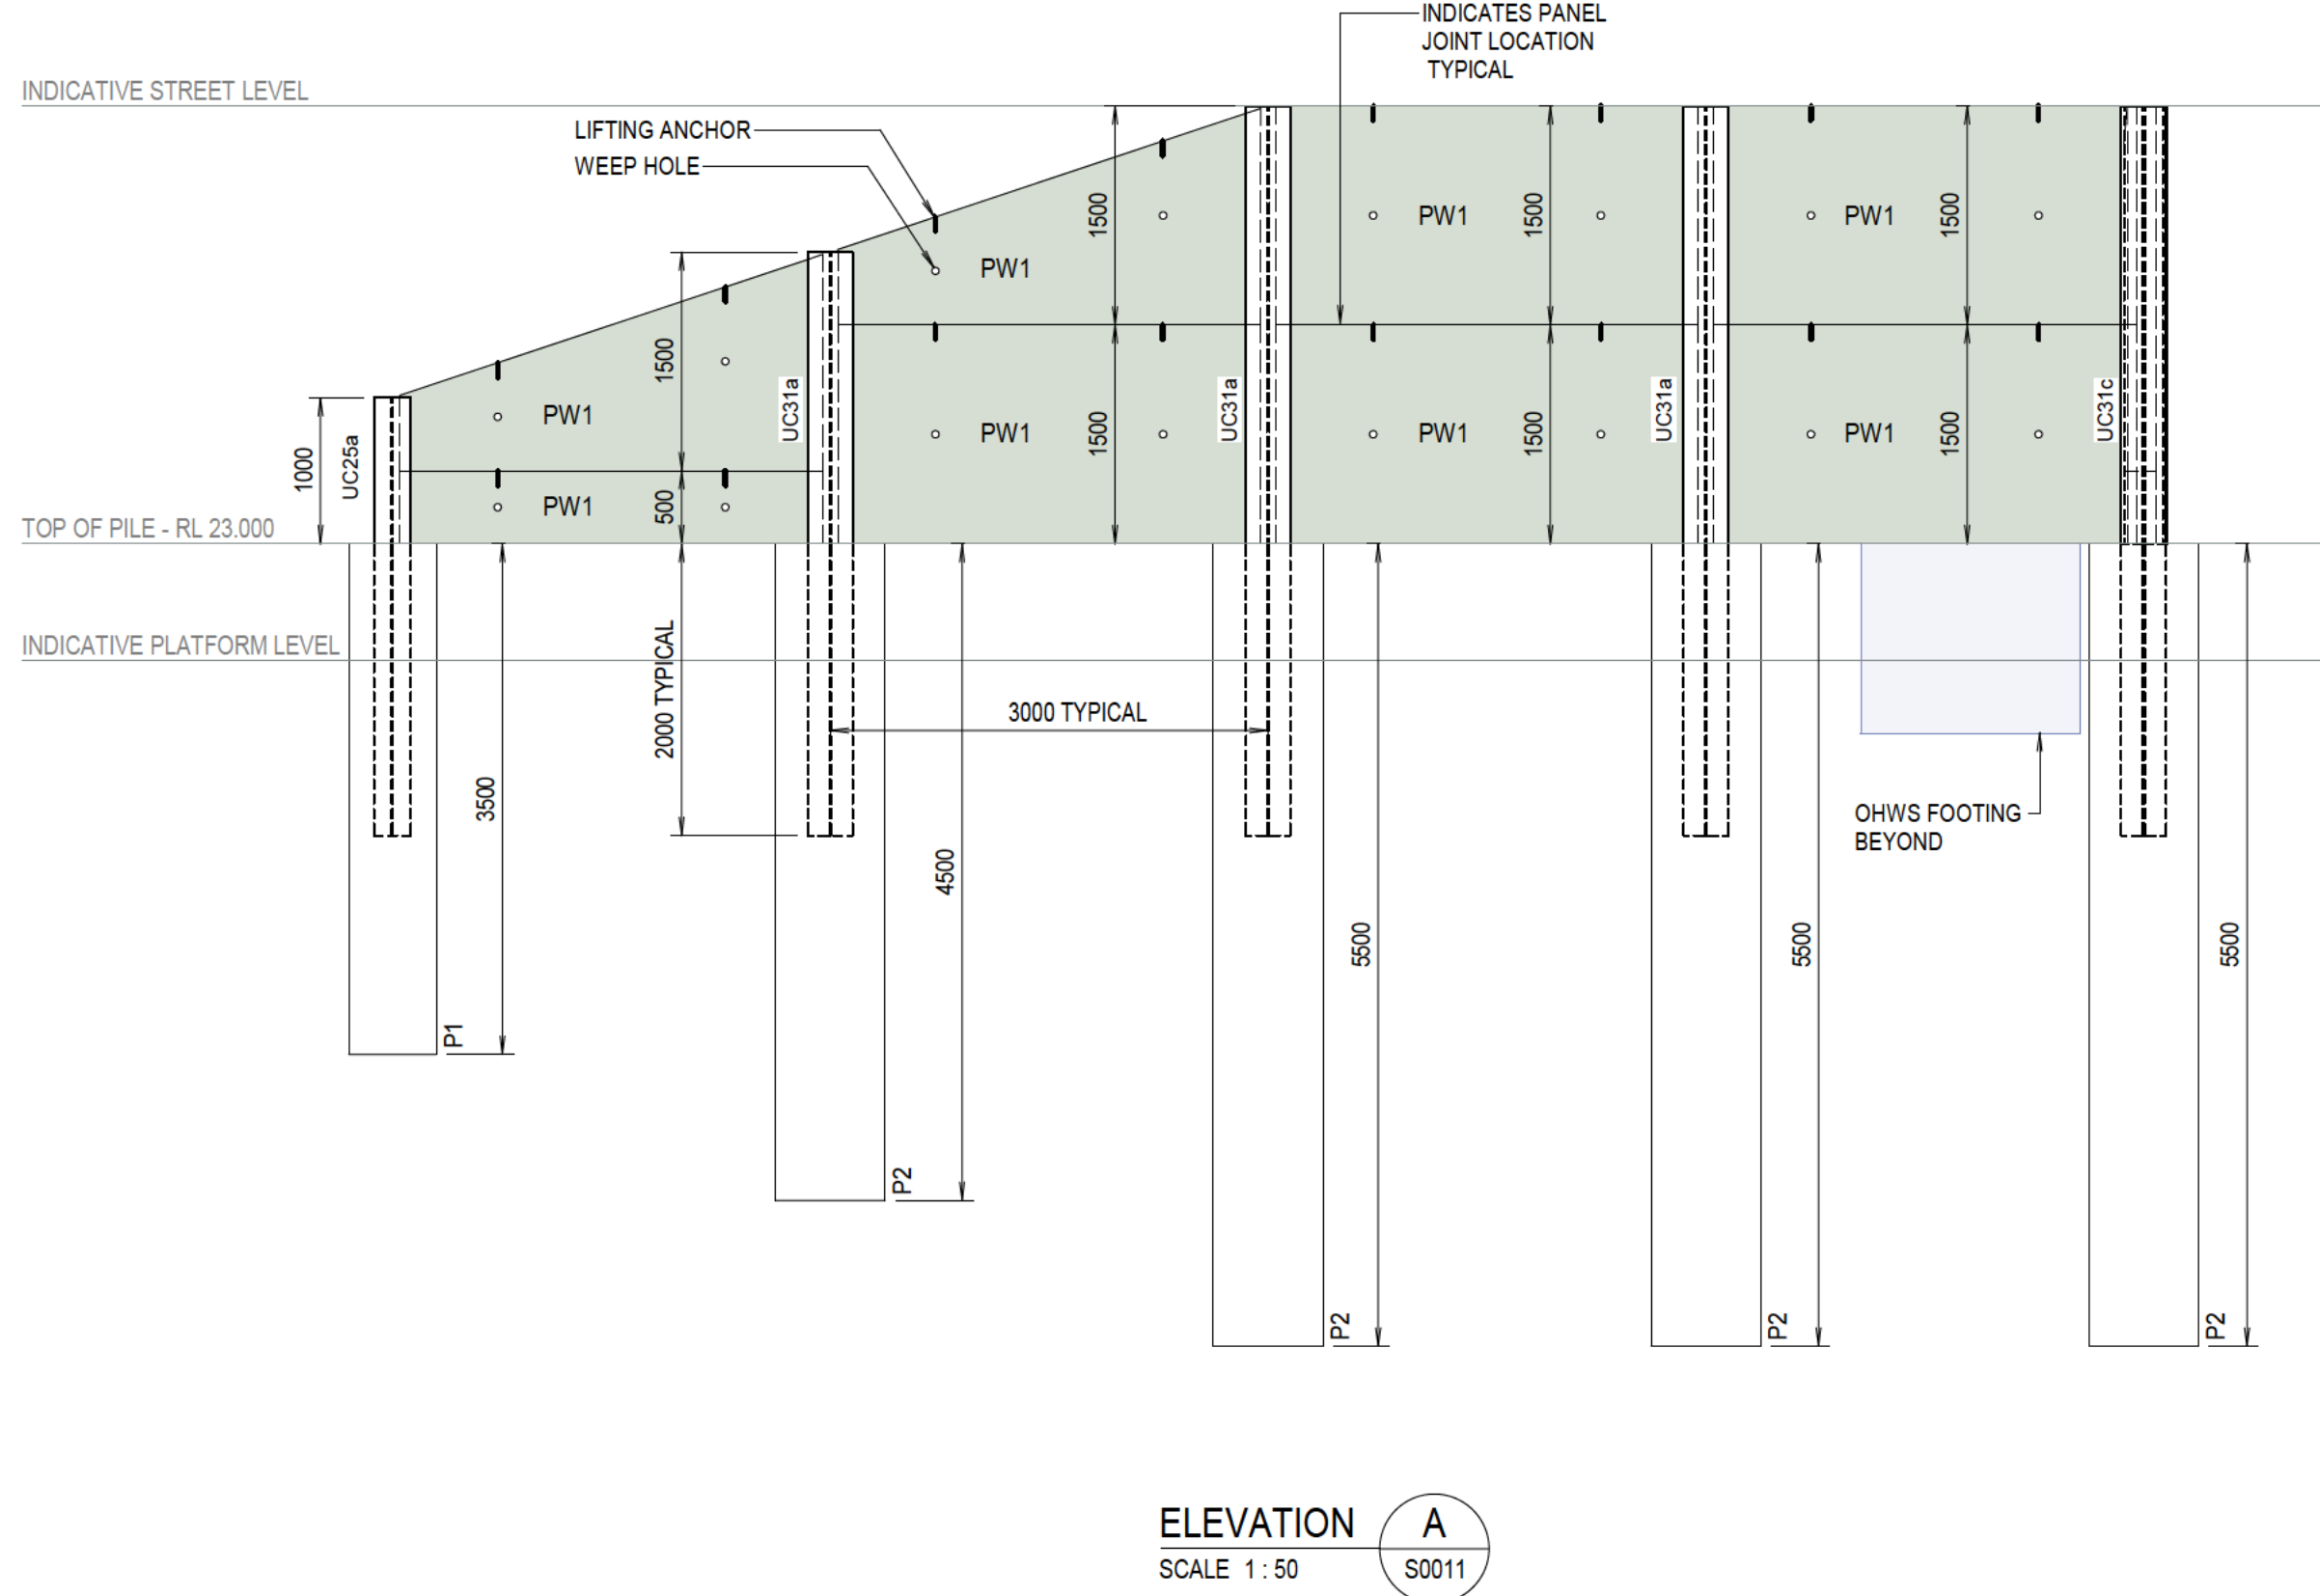 INDICATES PANEL
JOINT LOCATION
TYPICAL
INDICATIVE STREET LEVEL
LIFTING ANCHOR
WEEP HOLE
1500
PW1
1500
PW1
1500
PW1
1500
PW1
1000
UC25a
PW1
500
UC31a
PW1
1500
UC31a
PW1
1500
UC31a
PW1
1500
UC31c
TOP OF PILE - RL 23.000
INDICATIVE PLATFORM LEVEL
2000 TYPICAL
3000 TYPICAL
3500
4500
5500
5500
5500
OHWS FOOTING
BEYOND
P1
P2
P2
P2
P2
ELEVATION
SCALE 1 : 50
A
S0011